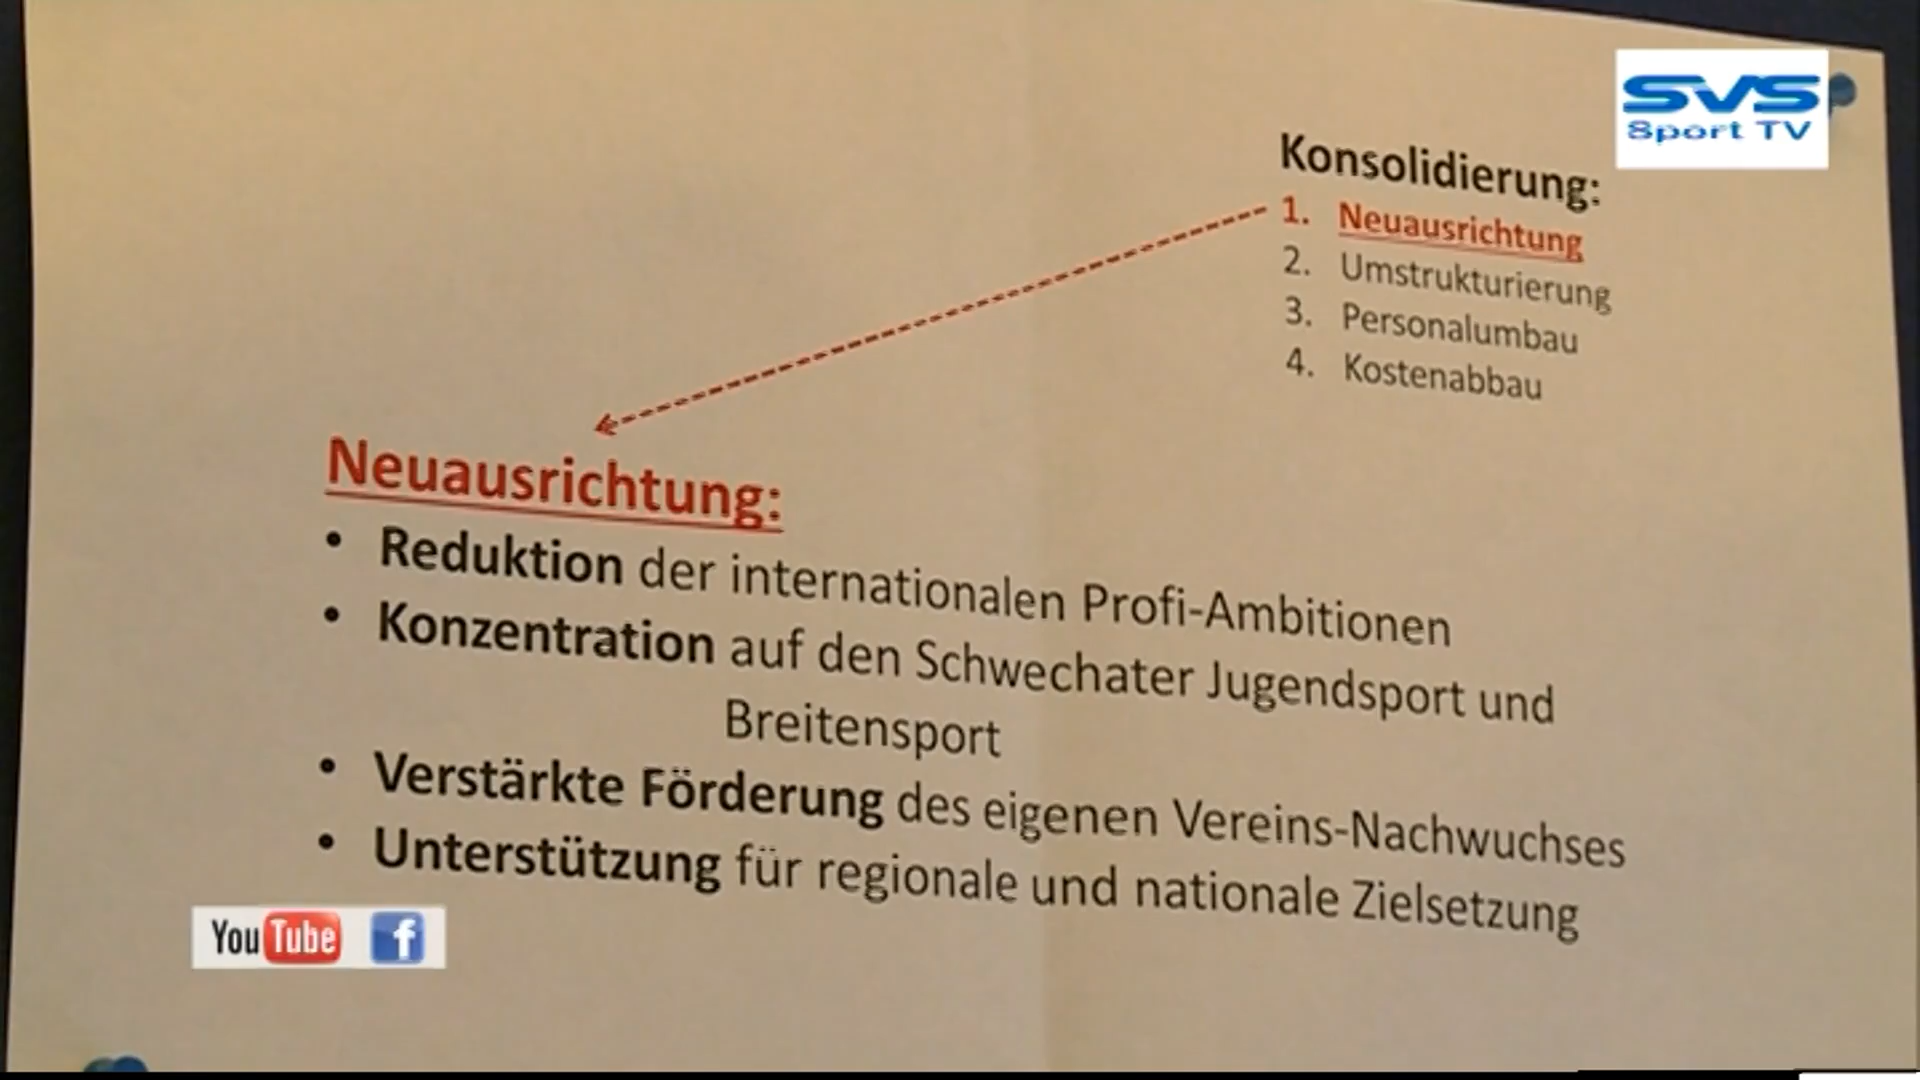 SVS
Sport TV
Konsolidierung:
1. Neuausrichtung
2. Umstrukturierung
3. Personalumbau
4. Kostenabbau
Neuausrichtung:
• Reduktion der internationalen Profi-Ambitionen
• Konzentration auf den Schwechater Jugendsport und
Breitensport
• Verstärkte Förderung des eigenen Vereins-Nachwuchses
• Unterstützung für regionale und nationale Zielsetzung
YouTube f